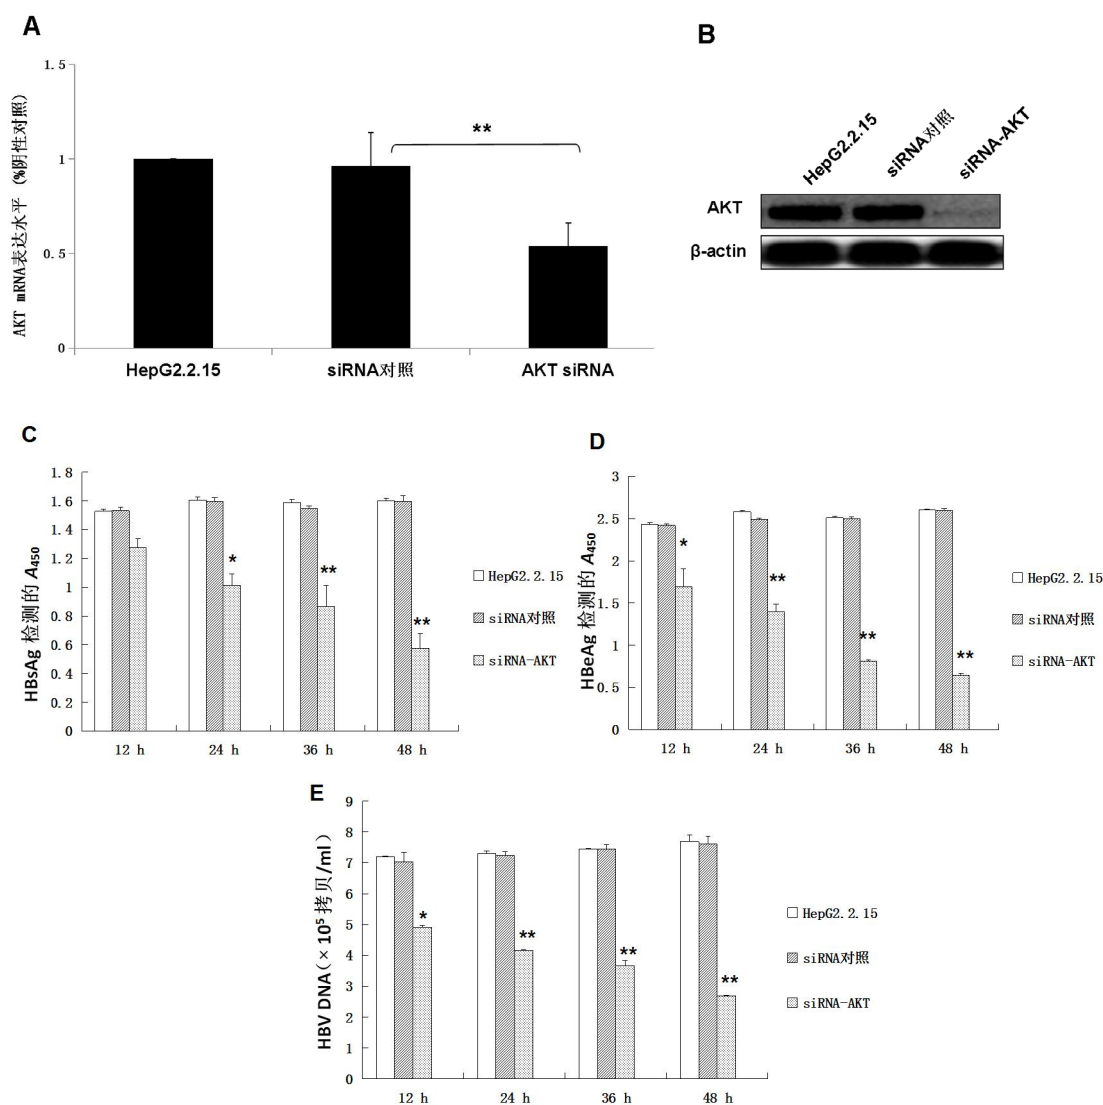 A
AKT mRNA表达水平 (%阴性对照)
1.5
1
0.5
0
**
HepG2.2.15
siRNA对照
AKT siRNA
B
HepG2.2.15
siRNA对照
siRNA-AKT
AKT
β-actin
C
HBsAg 检测的 A450
1.8
1.6
1.4
1.2
1
0.8
0.6
0.4
0.2
0
*
**
**
12 h
24 h
36 h
48 h
HepG2.2.15
siRNA对照
siRNA-AKT
D
HBeAg 检测的 A450
3
2.5
2
1.5
1
0.5
0
*
**
**
**
12 h
24 h
36 h
48 h
HepG2.2.15
siRNA对照
siRNA-AKT
E
HBV DNA(×10⁵ 拷贝/ml)
9
8
7
6
5
4
3
2
1
0
*
**
**
**
12 h
24 h
36 h
48 h
HepG2.2.15
siRNA对照
siRNA-AKT